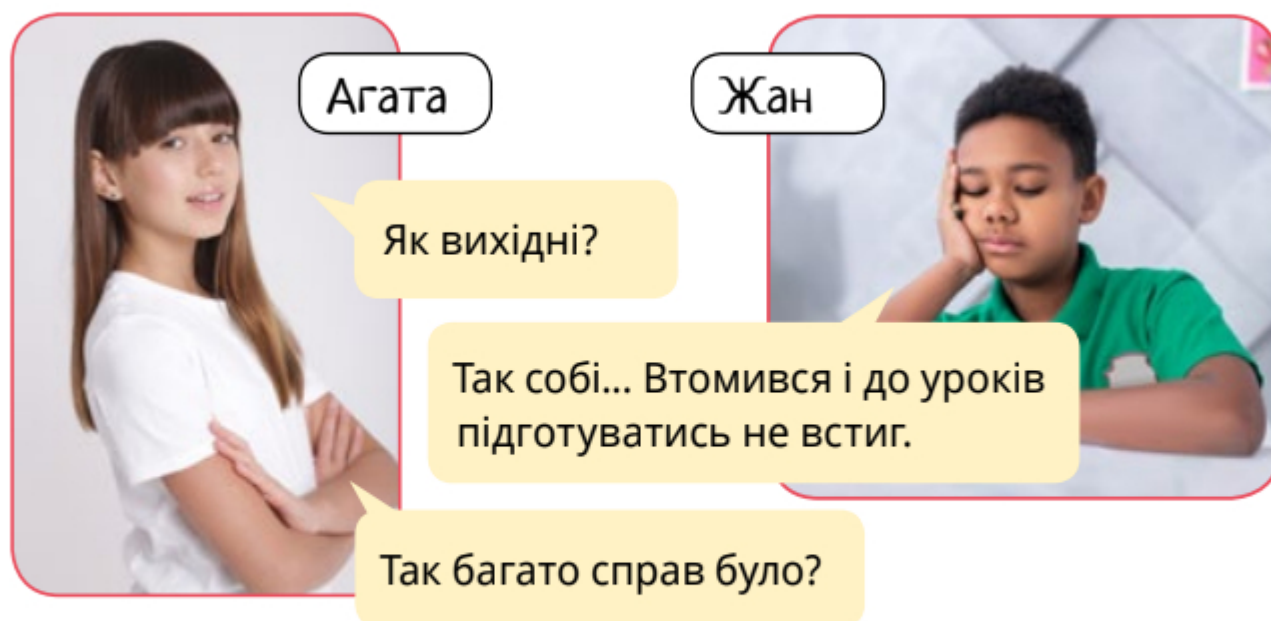 Агата
Жан
Як вихідні?
Так собі... Втомився і до уроків
підготуватись не встиг.
Так багато справ було?